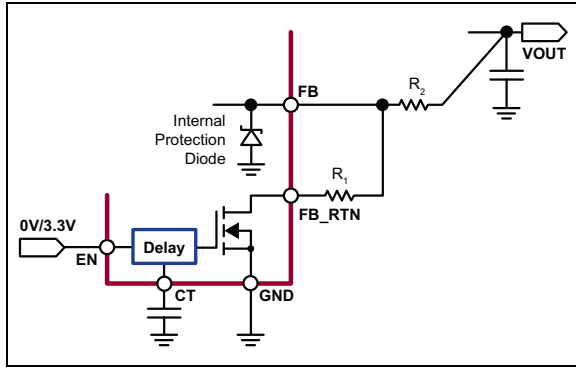 VOUT
R2
FB
Internal
Protection
Diode
R1
FB_RTN
0V/3.3V
EN
Delay
CT
GND